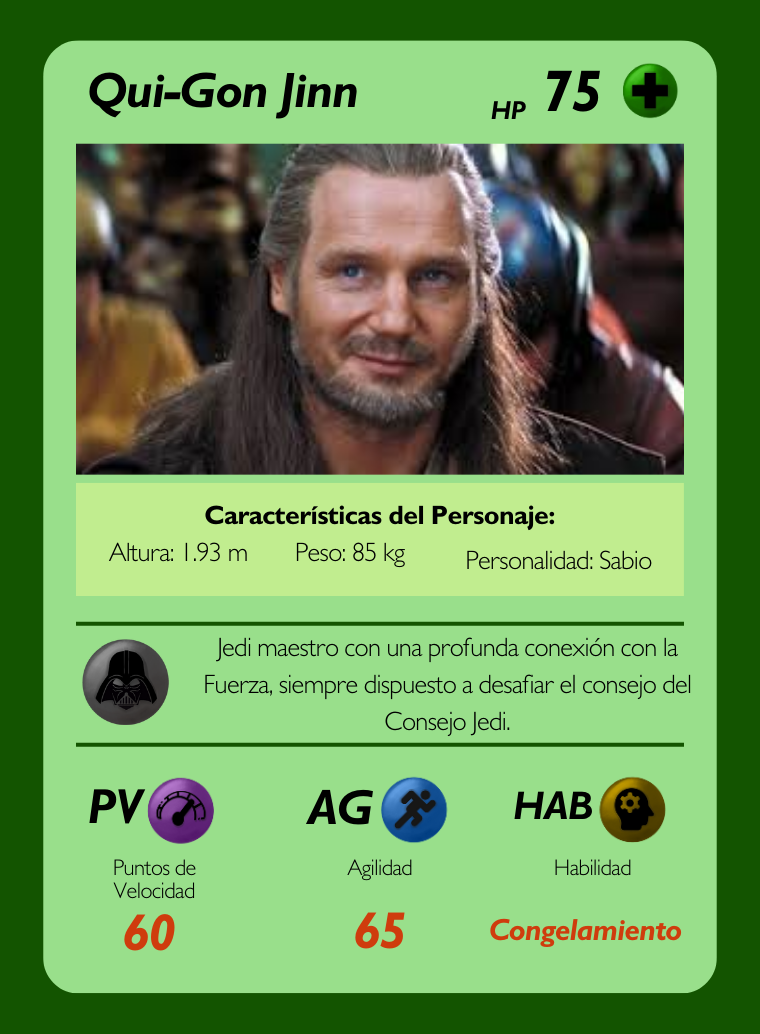 Qui-Gon Jinn
HP 75
Características del Personaje:
Altura: 1.93 m Peso: 85 kg Personalidad: Sabio
Jedi maestro con una profunda conexión con la
Fuerza, siempre dispuesto a desafiar el consejo del
Consejo Jedi.
PV AG HAB
Puntos de
Velocidad
Agilidad
Habilidad
60 65 Congelamiento